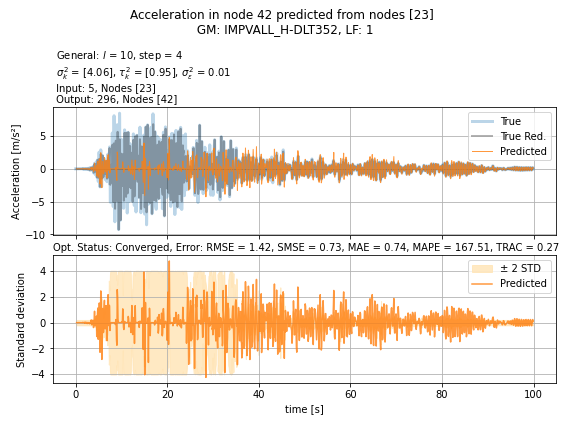 Acceleration in node 42 predicted from nodes [23]
GM: IMPVALL_H-DLT352, LF: 1
General: l = 10, step = 4
σ²ₖ = [4.06], τ²ₖ = [0.95], σ²ε = 0.01
Input: 5, Nodes [23]
Output: 296, Nodes [42]
Acceleration [m/s²]
5
0
−5
−10
True
True Red.
Predicted
Opt. Status: Converged, Error: RMSE = 1.42, SMSE = 0.73, MAE = 0.74, MAPE = 167.51, TRAC = 0.27
Standard deviation
4
2
0
−2
−4
± 2 STD
Predicted
0 20 40 60 80 100
time [s]